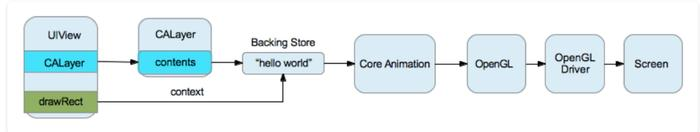 UIView
CALayer
drawRect
CALayer
contents
context
Backing Store
"hello world"
Core Animation
OpenGL
OpenGL
Driver
Screen